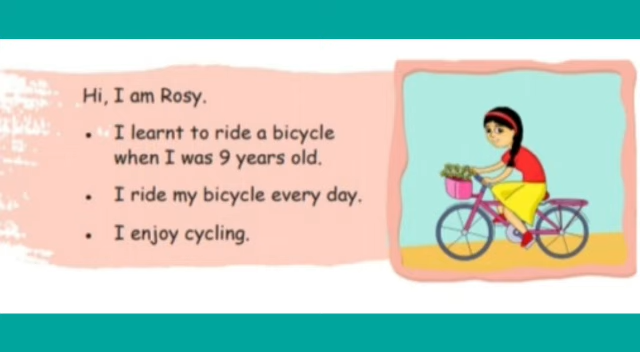 Hi, I am Rosy.
• I learnt to ride a bicycle
when I was 9 years old.
• I ride my bicycle every day.
• I enjoy cycling.